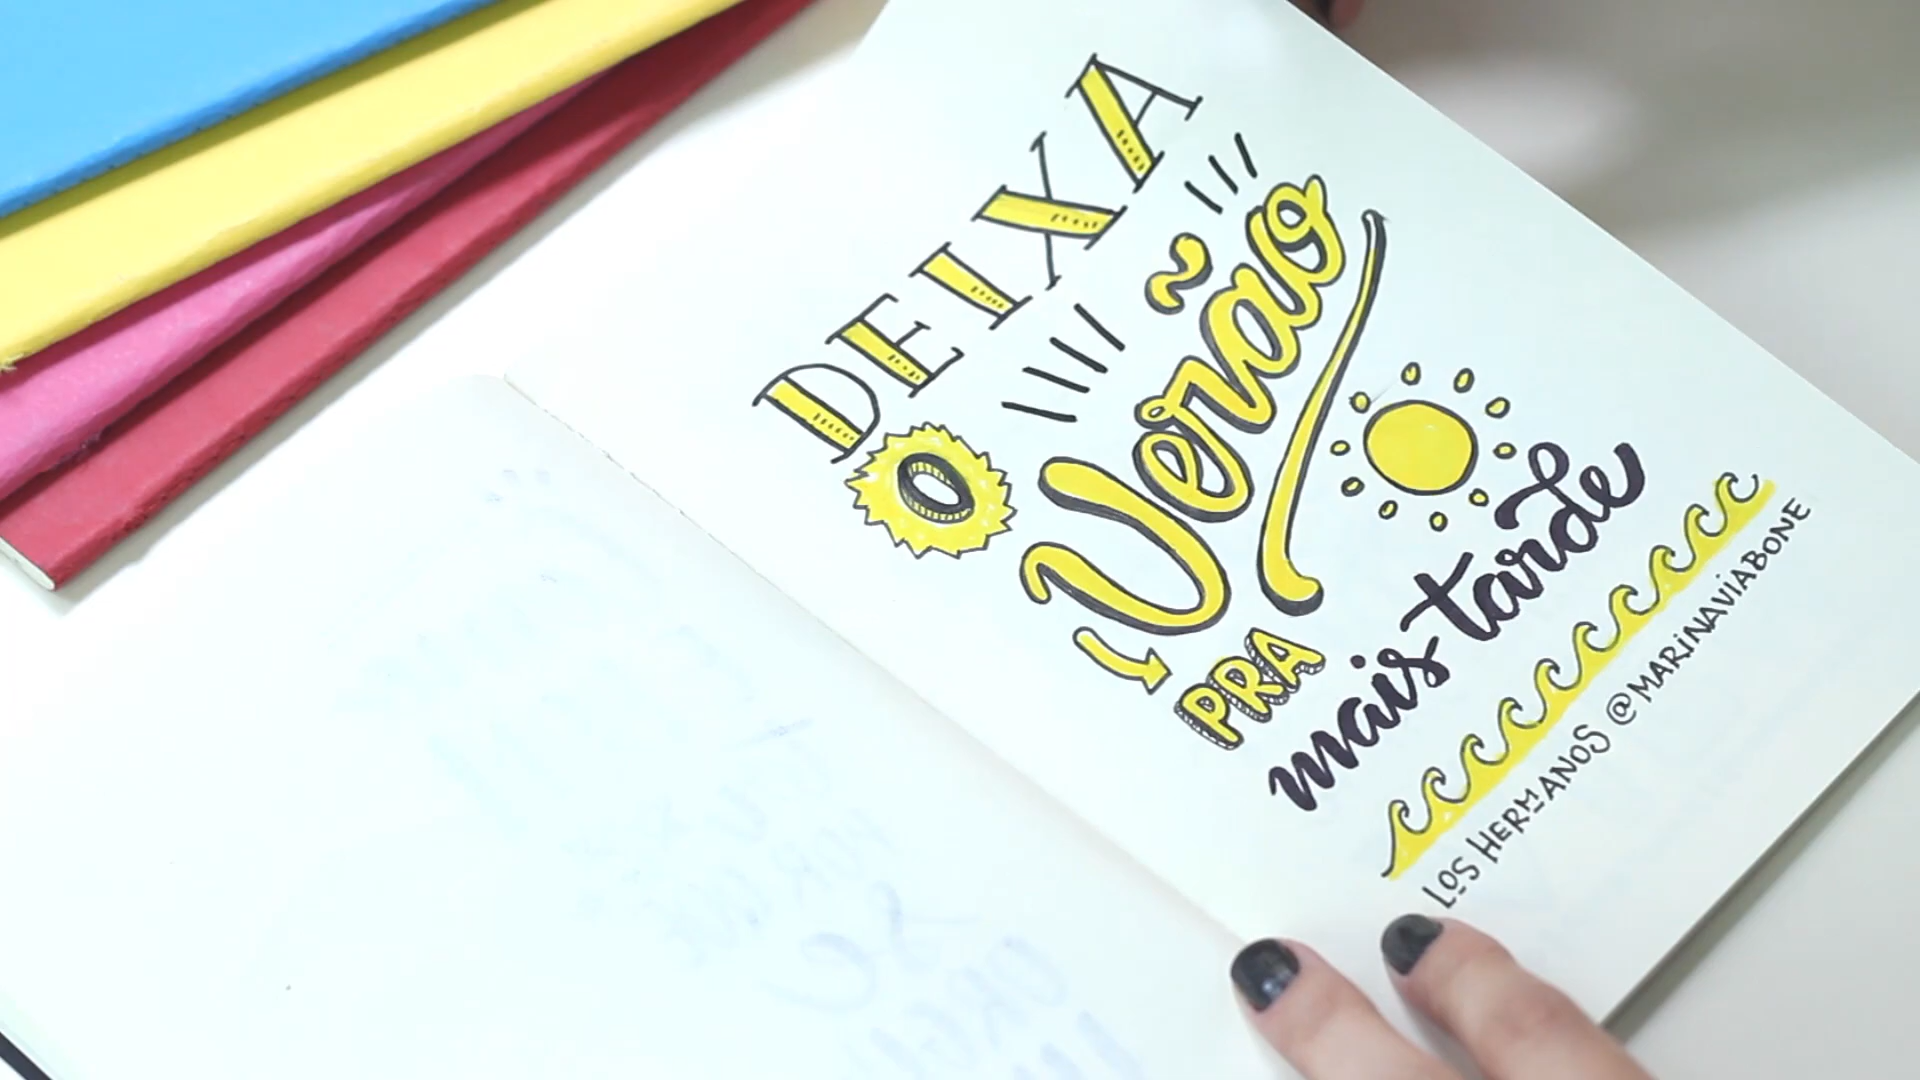 DEIXA
O Verão
PRA
mais tarde
LOS HERMANOS @MARINAVIABONE